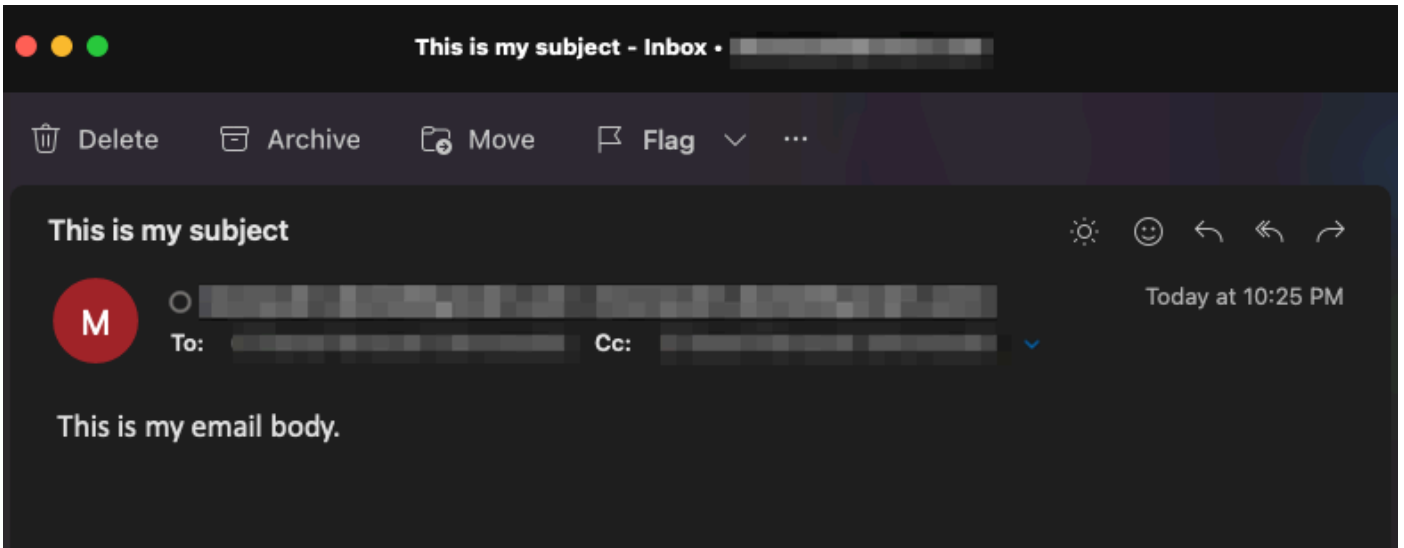 This is my subject - Inbox •
Delete Archive Move Flag ...
This is my subject
M
Today at 10:25 PM
To: Cc:
This is my email body.